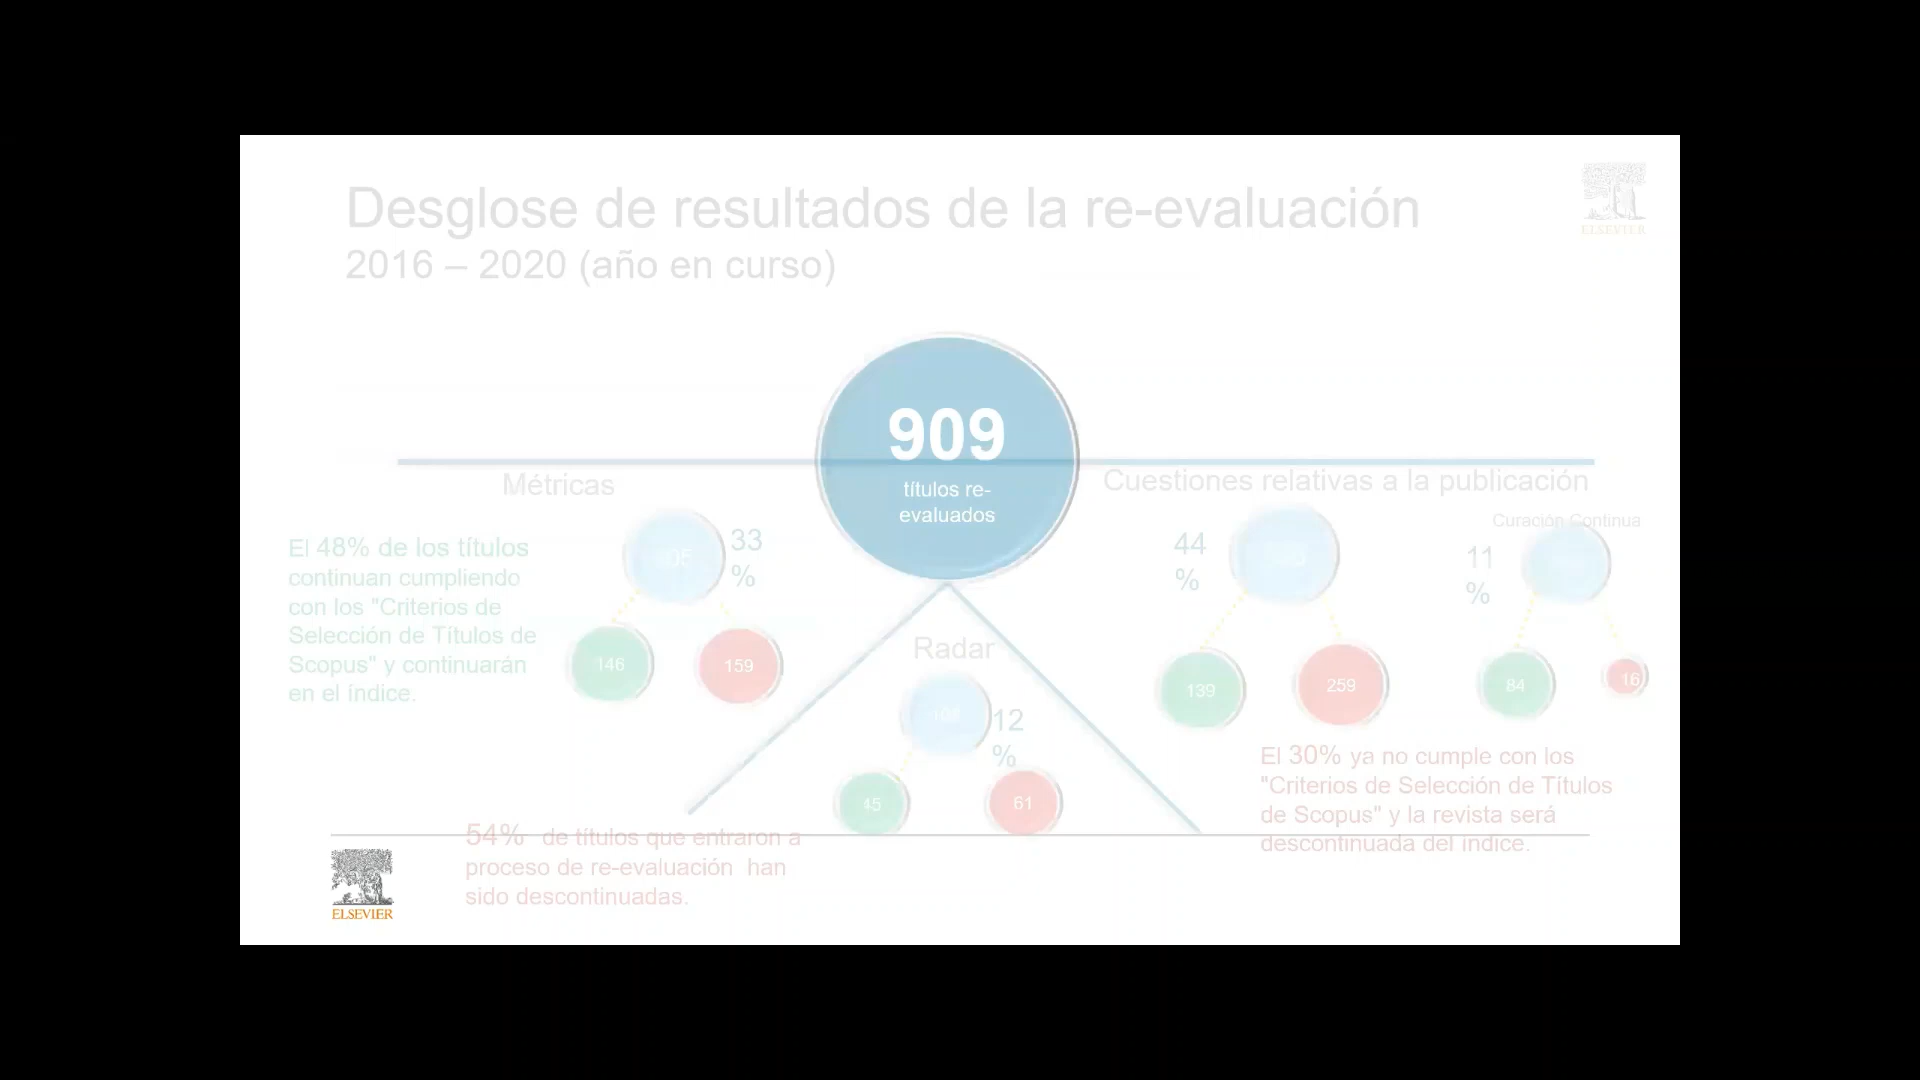 Desglose de resultados de la re-evaluación
2016 – 2020 (año en curso)
ELSEVIER
909
títulos re-
evaluados
Métricas
El 48% de los títulos
continuan cumpliendo
con los "Criterios de
Selección de Títulos de
Scopus" y continuarán
en el índice.
33
%
146
159
Radar
12
%
45
61
Cuestiones relativas a la publicación
44
%
139
259
Curación Continua
11
%
84
16
El 30% ya no cumple con los
"Criterios de Selección de Títulos
de Scopus" y la revista será
descontinuada del índice.
54% de títulos que entraron a
proceso de re-evaluación han
sido descontinuadas.
ELSEVIER